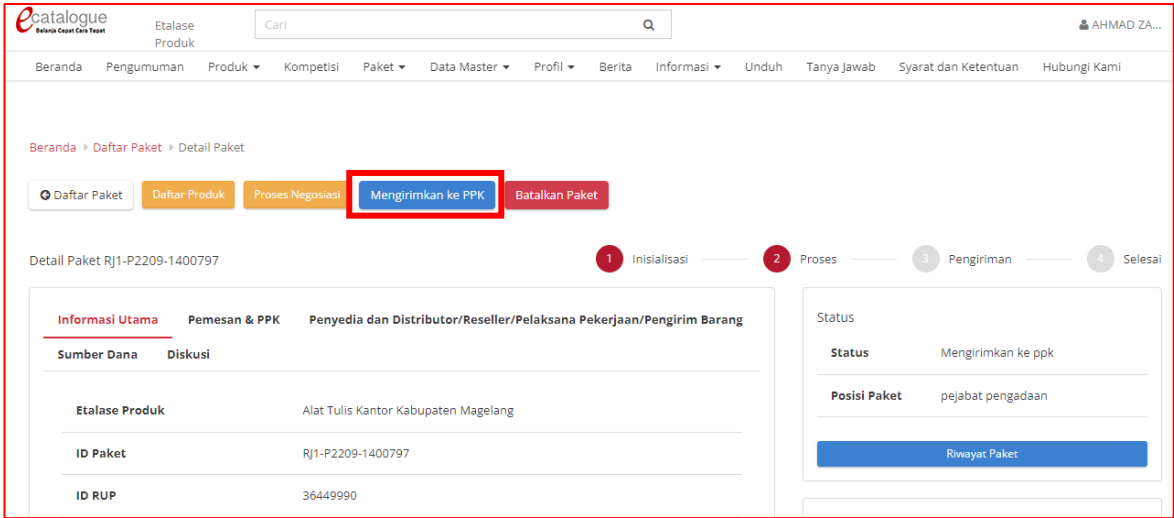 ecatalogue
Belanja Cepat Cara Tepat
Etalase
Produk
Cari
AHMAD ZA...
Beranda Pengumuman Produk Kompetisi Paket Data Master Profil Berita Informasi Unduh Tanya Jawab Syarat dan Ketentuan Hubungi Kami
Beranda Daftar Paket Detail Paket
Daftar Paket Daftar Produk Proses Negosiasi Mengirimkan ke PPK Batalkan Paket
Detail Paket RJ1-P2209-1400797
1 Inisialisasi 2 Proses 3 Pengiriman 4 Selesai
Informasi Utama Pemesan & PPK Penyedia dan Distributor/Reseller/Pelaksana Pekerjaan/Pengirim Barang
Sumber Dana Diskusi
Etalase Produk Alat Tulis Kantor Kabupaten Magelang
ID Paket RJ1-P2209-1400797
ID RUP 36449990
Status
Status Mengirimkan ke ppk
Posisi Paket pejabat pengadaan
Riwayat Paket